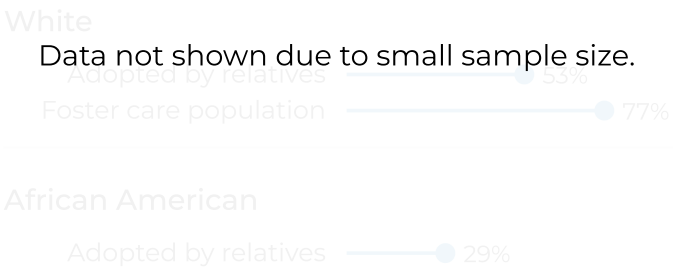 White
Data not shown due to small sample size.
Adopted by relatives 53%
Foster care population 77%
African American
Adopted by relatives 29%